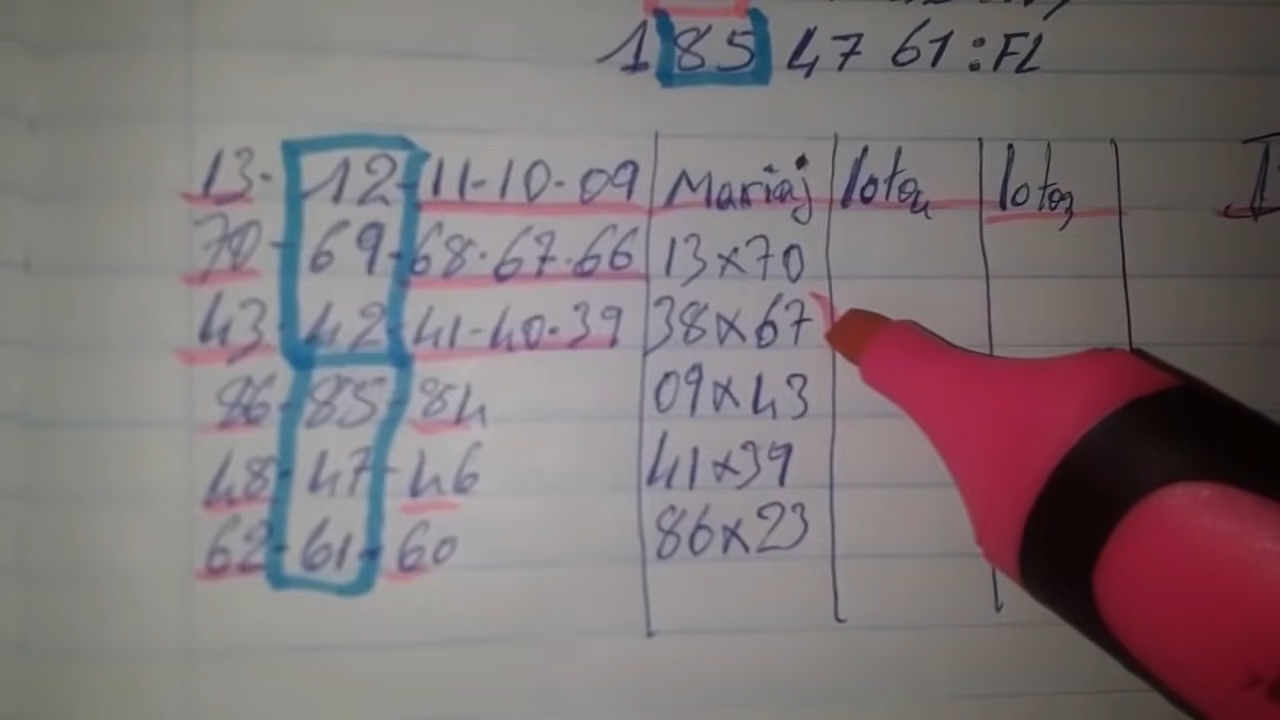 1 85 47 61 : FL
13 · 12 - 11 - 10 · 09 Mariaj loto4 loto3
70 - 69 - 68 · 67 · 66 13x70
43 - 42 - 41 - 40 · 39 38x67
86 - 85 - 84 09x43
48 - 47 - 46 41x39
62 - 61 - 60 86x23